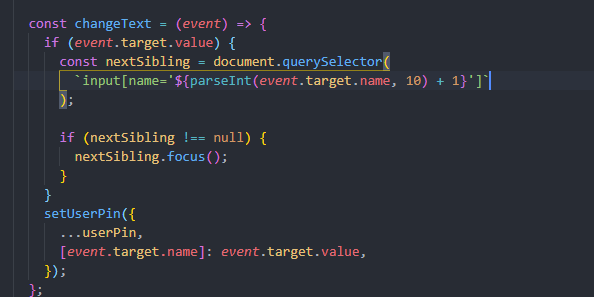 const changeText = (event) => {
if (event.target.value) {
const nextSibling = document.querySelector(
`input[name='${parseInt(event.target.name, 10) + 1}']`
);
if (nextSibling !== null) {
nextSibling.focus();
}
}
setUserPin({
...userPin,
[event.target.name]: event.target.value,
});
};